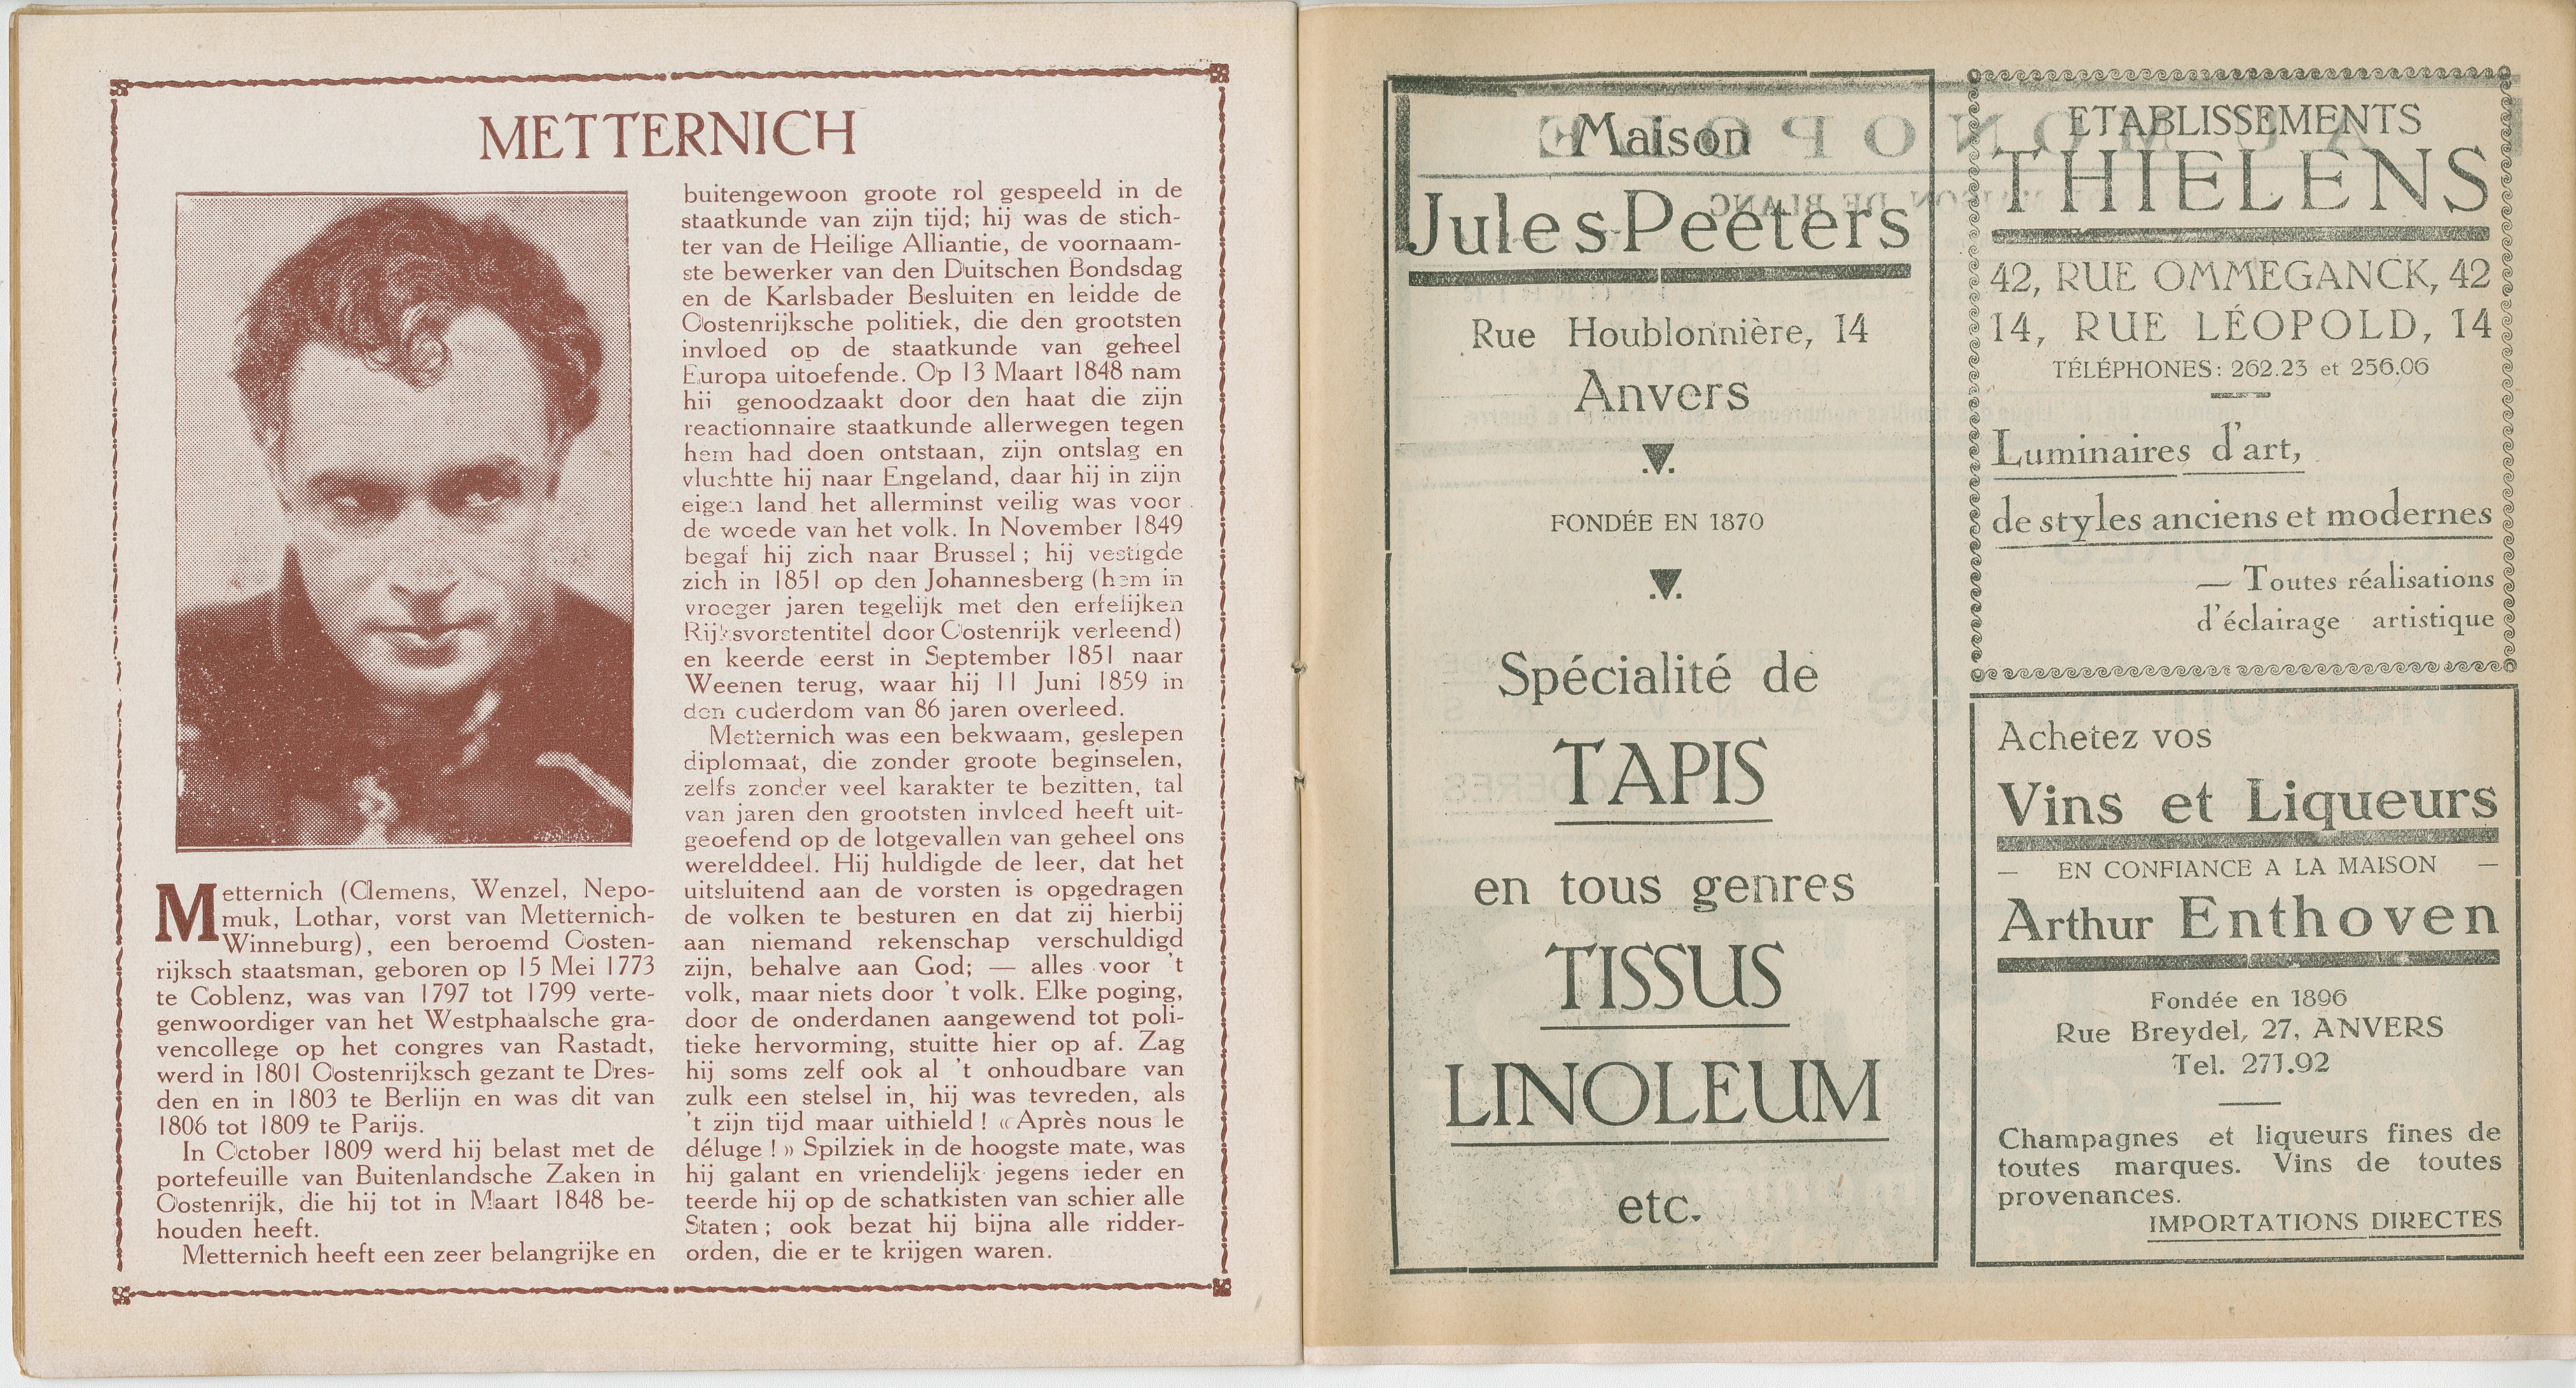 METTERNICH
Metternich (Clemens, Wenzel, Nepo-
muk, Lothar, vorst van Metternich-
Winneburg), een beroemd Oosten-
rijksch staatsman, geboren op 15 Mei 1773
te Coblenz, was van 1797 tot 1799 verte-
genwoordiger van het Westphaalsche gra-
vencollege op het congres van Rastadt,
werd in 1801 Oostenrijksch gezant te Dres-
den en in 1803 te Berlijn en was dit van
1806 tot 1809 te Parijs.
In October 1809 werd hij belast met de
portefeuille van Buitenlandsche Zaken in
Oostenrijk, die hij tot in Maart 1848 be-
houden heeft.
Metternich heeft een zeer belangrijke en
buitengewoon groote rol gespeeld in de
staatkunde van zijn tijd; hij was de stich-
ter van de Heilige Alliantie, de voornaam-
ste bewerker van den Duitschen Bondsdag
en de Karlsbader Besluiten en leidde de
Oostenrijksche politiek, die den grootsten
invloed op de staatkunde van geheel
Europa uitoefende. Op 13 Maart 1848 nam
hij genoodzaakt door den haat die zijn
reactionnaire staatkunde allerwegen tegen
hem had doen ontstaan, zijn ontslag en
vluchtte hij naar Engeland, daar hij in zijn
eigen land het allerminst veilig was voor
de woede van het volk. In November 1849
begaf hij zich naar Brussel; hij vestigde
zich in 1851 op den Johannesberg (hem in
vroeger jaren tegelijk met den erfelijken
Rijksvorstentitel door Oostenrijk verleend)
en keerde eerst in September 1851 naar
Weenen terug, waar hij 11 Juni 1859 in
den ouderdom van 86 jaren overleed.
Metternich was een bekwaam, geslepen
diplomaat, die zonder groote beginselen,
zelfs zonder veel karakter te bezitten, tal
van jaren den grootsten invloed heeft uit-
geoefend op de lotgevallen van geheel ons
werelddeel. Hij huldigde de leer, dat het
uitsluitend aan de vorsten is opgedragen
de volken te besturen en dat zij hierbij
aan niemand rekenschap verschuldigd
zijn, behalve aan God; — alles voor 't
volk, maar niets door 't volk. Elke poging,
door de onderdanen aangewend tot poli-
tieke hervorming, stuitte hier op af. Zag
hij soms zelf ook al 't onhoudbare van
zulk een stelsel in, hij was tevreden, als
't zijn tijd maar uithield ! «Après nous le
déluge !» Spilziek in de hoogste mate, was
hij galant en vriendelijk jegens ieder en
teerde hij op de schatkisten van schier alle
Staten; ook bezat hij bijna alle ridder-
orden, die er te krijgen waren.
Maison
Jules Peeters
Rue Houblonnière, 14
Anvers
FONDÉE EN 1870
Spécialité de
TAPIS
en tous genres
TISSUS
LINOLEUM
etc.
ETABLISSEMENTS
THIELENS
42, RUE OMMEGANCK, 42
14, RUE LÉOPOLD, 14
TÉLÉPHONES: 262.23 et 256.06
Luminaires d'art,
de styles anciens et modernes
— Toutes réalisations
d'éclairage artistique
Achetez vos
Vins et Liqueurs
— EN CONFIANCE A LA MAISON —
Arthur Enthoven
Fondée en 1896
Rue Breydel, 27, ANVERS
Tel. 271.92
Champagnes et liqueurs fines de
toutes marques. Vins de toutes
provenances.
IMPORTATIONS DIRECTES